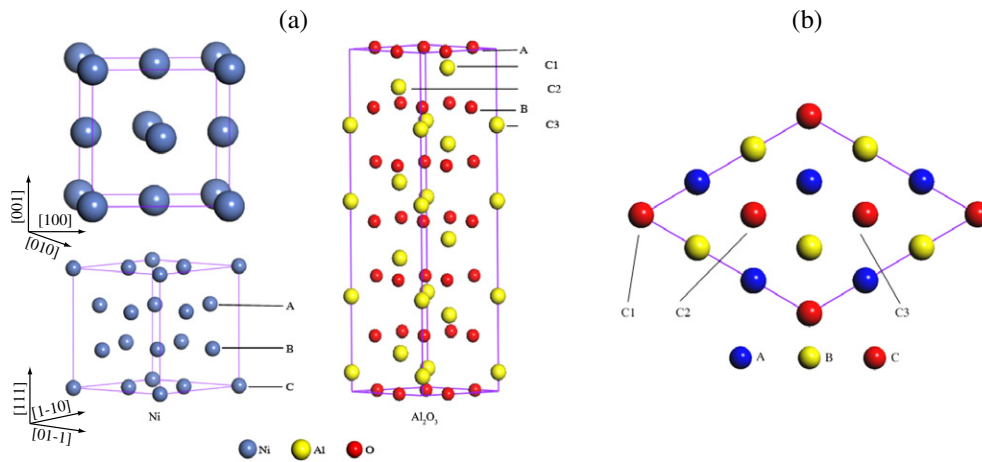 (a)
(b)
A
C1
C2
B
C3
[001]
[100]
[010]
A
B
C
[111]
[1-10]
[01-1]
Ni
Al₂O₃
Ni
Al
O
C1
C2
C3
A
B
C